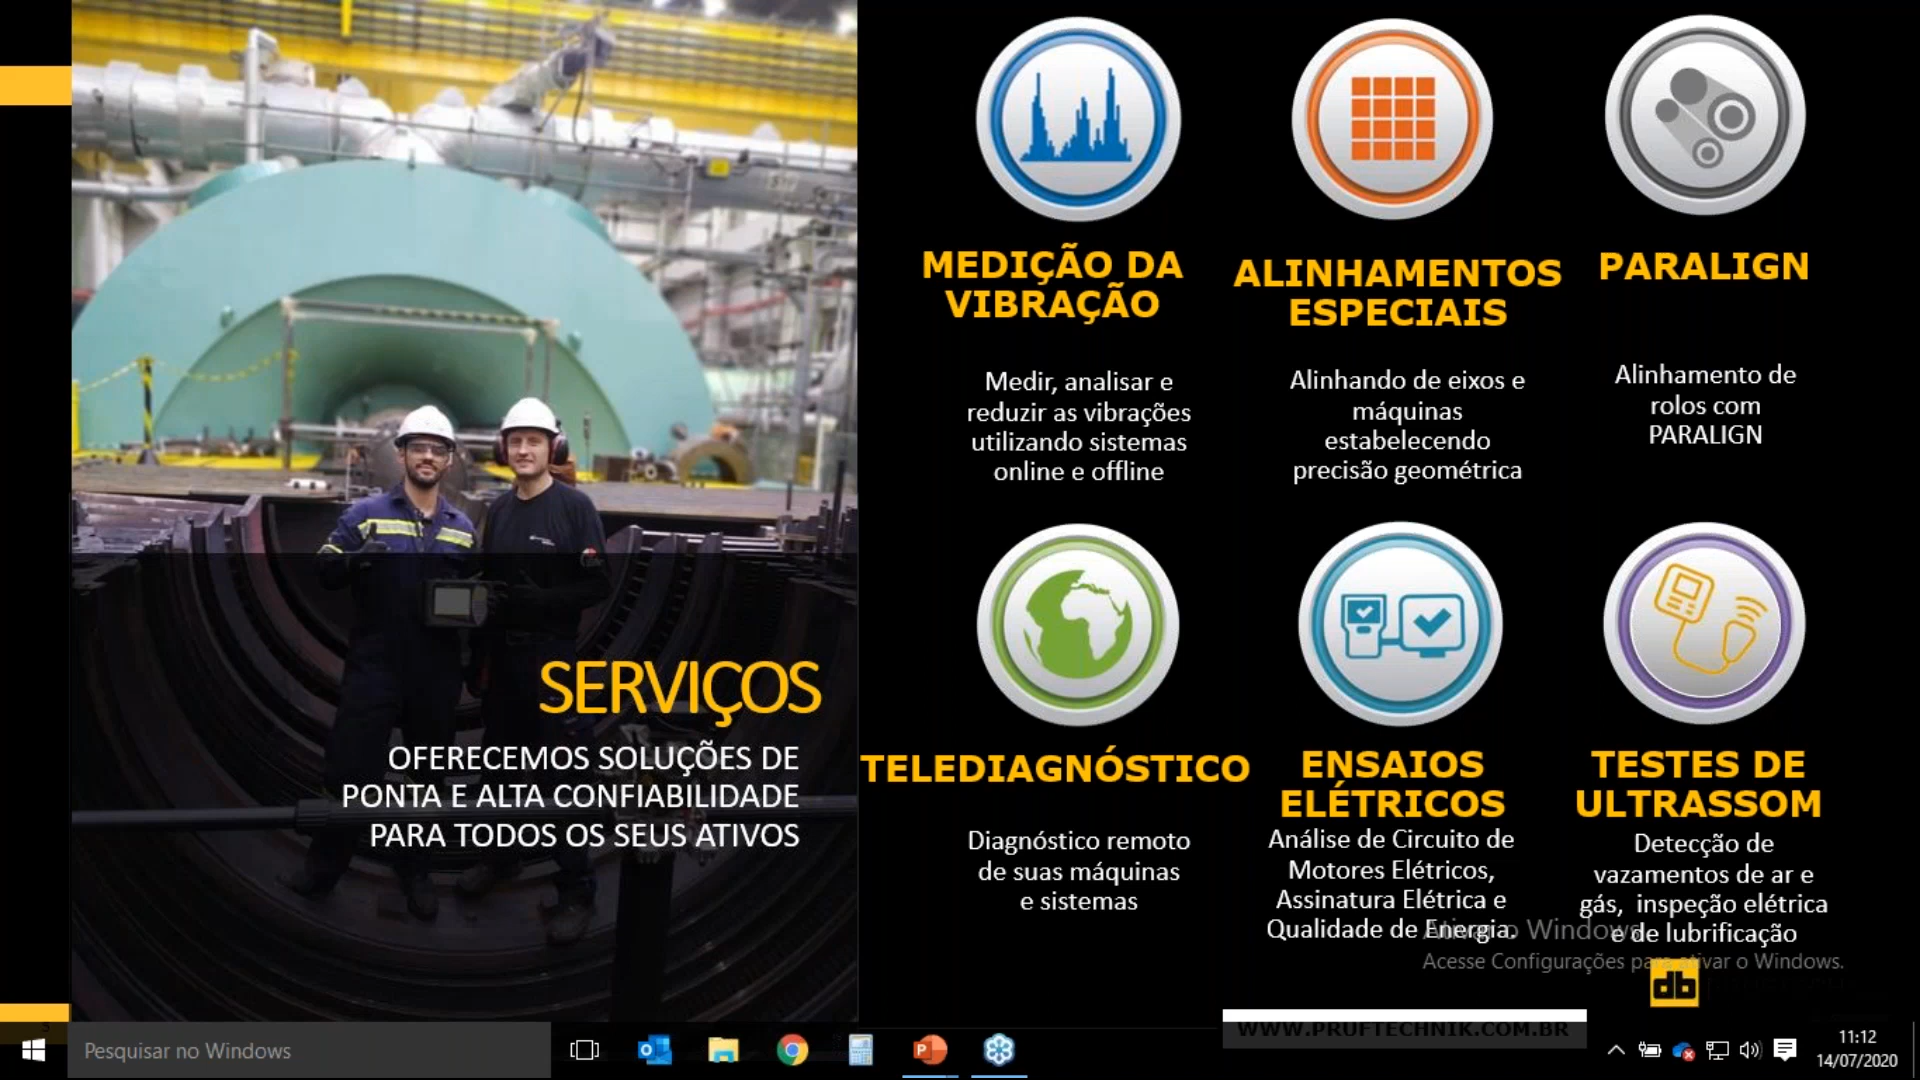 SERVIÇOS
OFERECEMOS SOLUÇÕES DE
PONTA E ALTA CONFIABILIDADE
PARA TODOS OS SEUS ATIVOS
MEDIÇÃO DA
VIBRAÇÃO
Medir, analisar e
reduzir as vibrações
utilizando sistemas
online e offline
ALINHAMENTOS
ESPECIAIS
Alinhando de eixos e
máquinas
estabelecendo
precisão geométrica
PARALIGN
Alinhamento de
rolos com
PARALIGN
TELEDIAGNÓSTICO
Diagnóstico remoto
de suas máquinas
e sistemas
ENSAIOS
ELÉTRICOS
Análise de Circuito de
Motores Elétricos,
Assinatura Elétrica e
Qualidade de Energia.
TESTES DE
ULTRASSOM
Detecção de
vazamentos de ar e
gás, inspeção elétrica
e de lubrificação
Ativar o Windows
Acesse Configurações para ativar o Windows.
db
WWW.PRUFTECHNIK.COM.BR
3
Pesquisar no Windows
11:12
14/07/2020